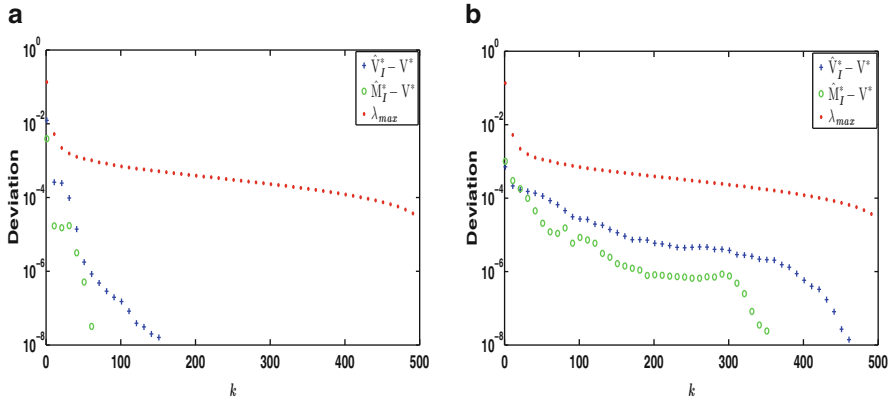 a
b
10^0
10^-2
10^-4
10^-6
10^-8
Deviation
0
100
200
300
400
500
k
V̂*_I − V*
M̂*_I − V*
λ_max
10^0
10^-2
10^-4
10^-6
10^-8
Deviation
0
100
200
300
400
500
k
V̂*_I − V*
M̂*_I − V*
λ_max